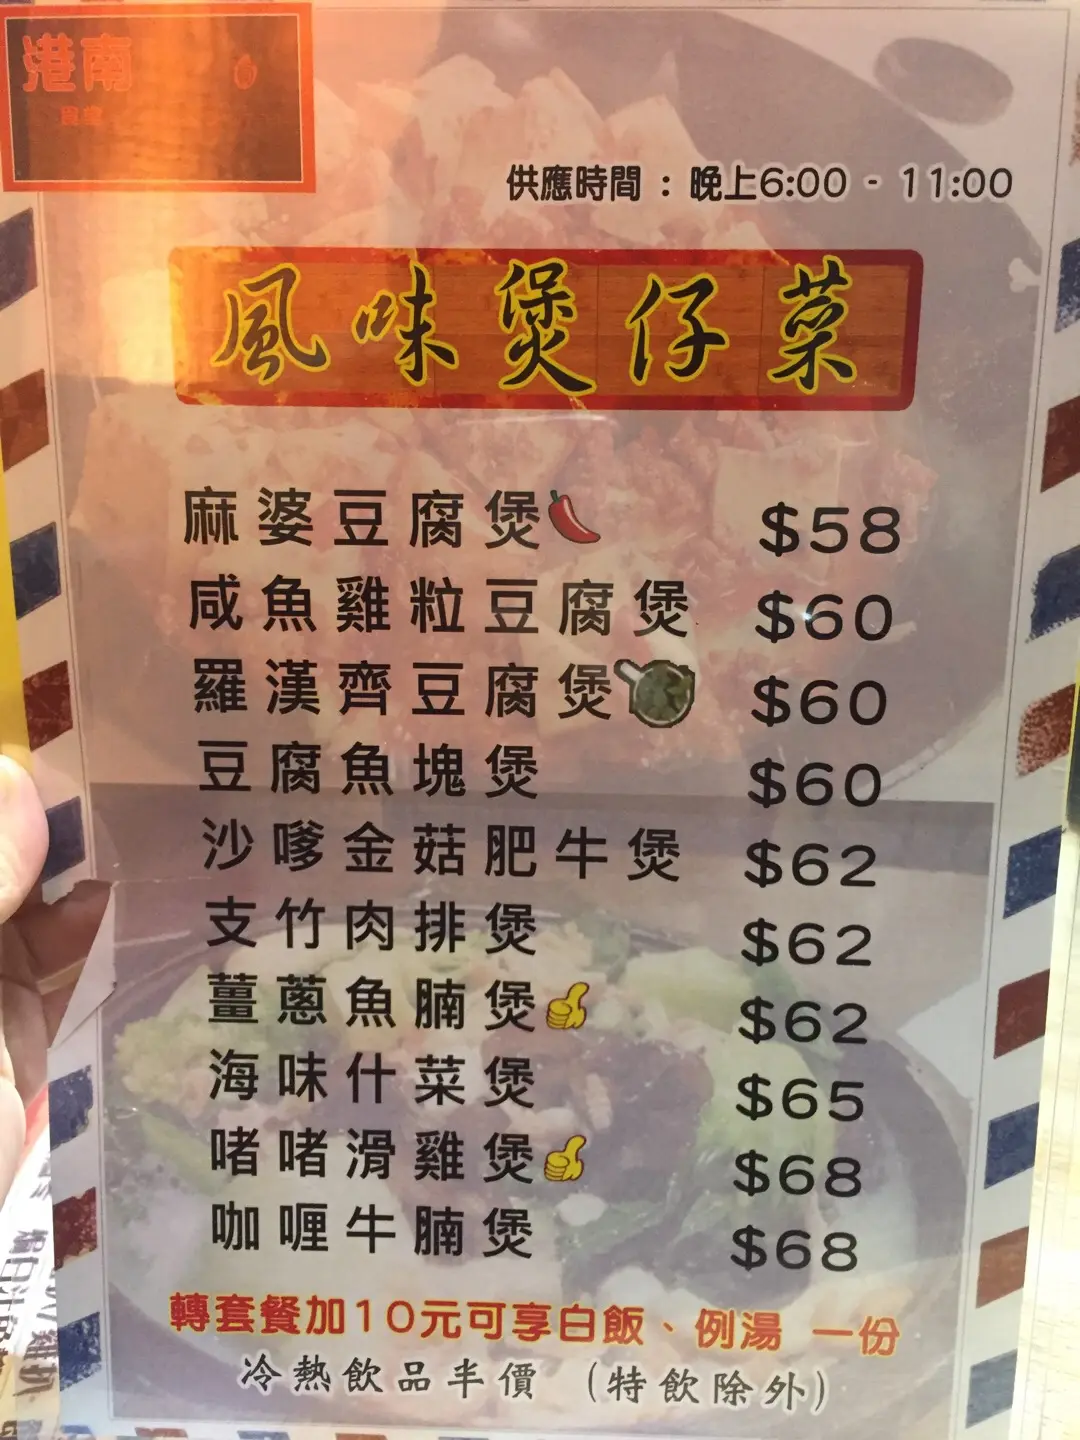 港南
供應時間：晚上6:00 - 11:00
風味煲仔菜
麻婆豆腐煲 $58
咸魚雞粒豆腐煲 $60
羅漢齊豆腐煲 $60
豆腐魚塊煲 $60
沙嗲金菇肥牛煲 $62
支竹肉排煲 $62
薑蔥魚腩煲 $62
海味什菜煲 $65
啫啫滑雞煲 $68
咖喱牛腩煲 $68
轉套餐加10元可享白飯、例湯 一份
冷熱飲品半價 (特飲除外)